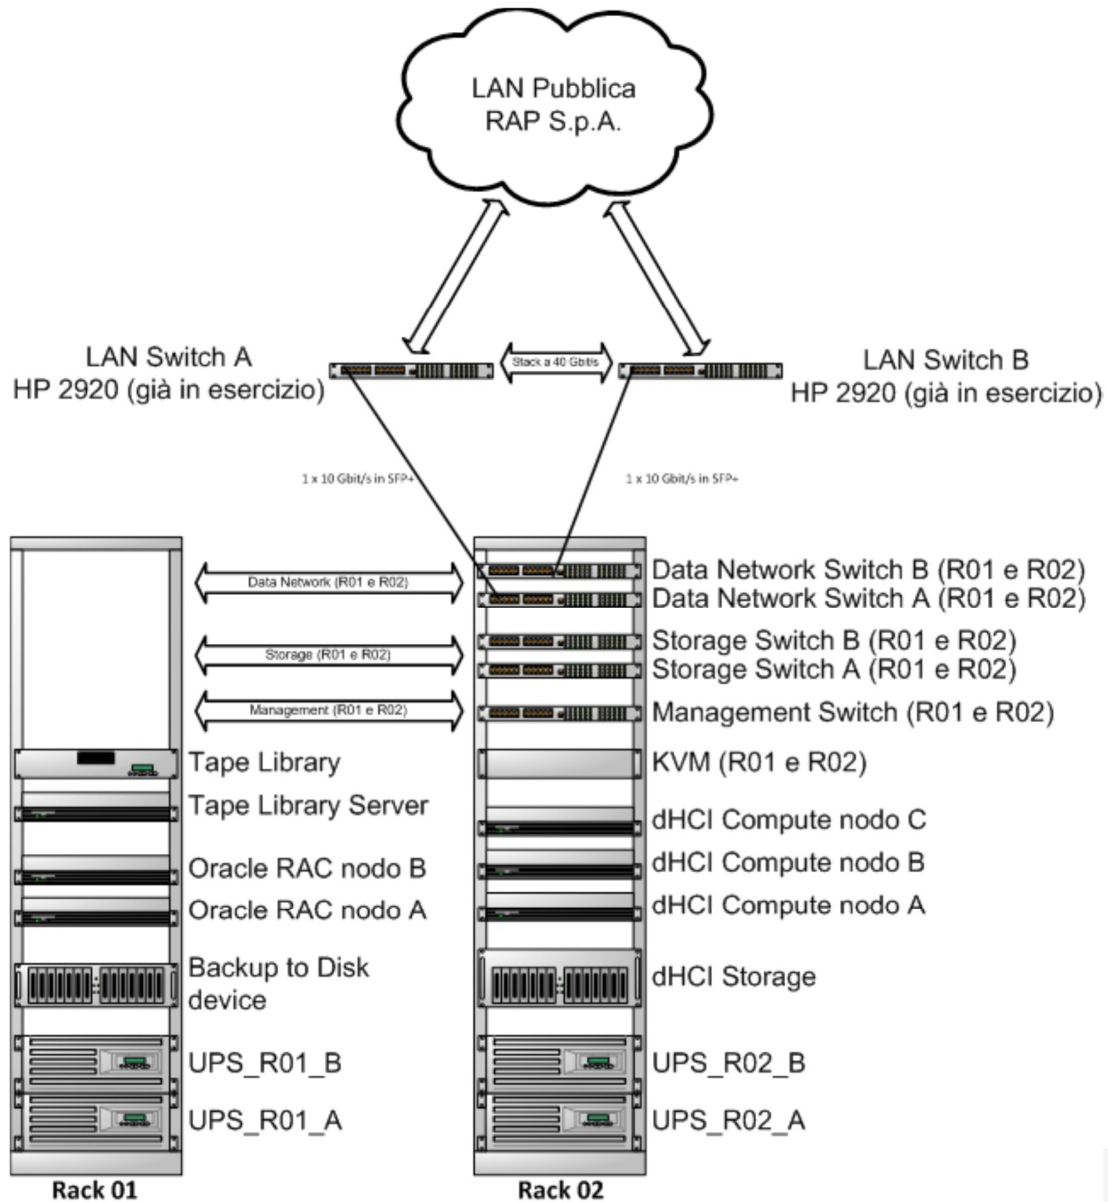 LAN Pubblica
RAP S.p.A.
LAN Switch A
HP 2920 (già in esercizio)
Stack a 40 Gbit/s
LAN Switch B
HP 2920 (già in esercizio)
1 x 10 Gbit/s in SFP+
1 x 10 Gbit/s in SFP+
Data Network (R01 e R02)
Storage (R01 e R02)
Management (R01 e R02)
Tape Library
Tape Library Server
Oracle RAC nodo B
Oracle RAC nodo A
Backup to Disk
device
UPS_R01_B
UPS_R01_A
Rack 01
Data Network Switch B (R01 e R02)
Data Network Switch A (R01 e R02)
Storage Switch B (R01 e R02)
Storage Switch A (R01 e R02)
Management Switch (R01 e R02)
KVM (R01 e R02)
dHCI Compute nodo C
dHCI Compute nodo B
dHCI Compute nodo A
dHCI Storage
UPS_R02_B
UPS_R02_A
Rack 02